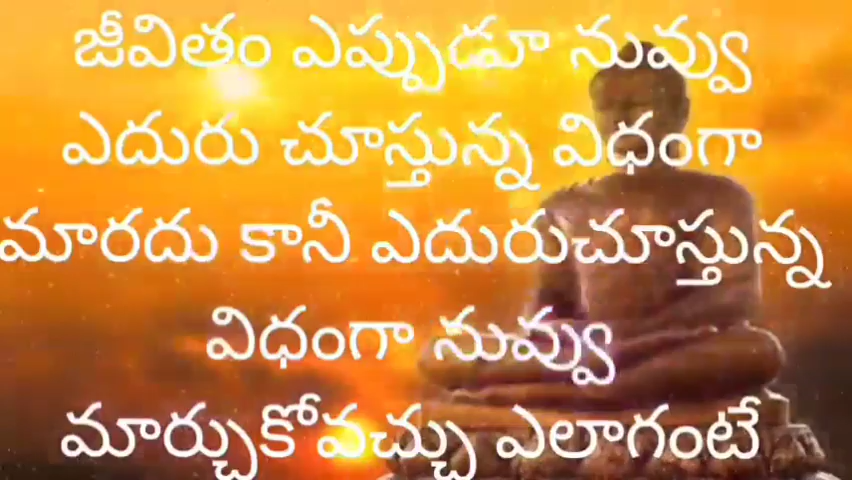 జీవితం ఎప్పుడూ నువ్వు
ఎదురు చూస్తున్న విధంగా
మారదు కానీ ఎదురుచూస్తున్న
విధంగా నువ్వు
మార్చుకోవచ్చు ఎలాగంటే